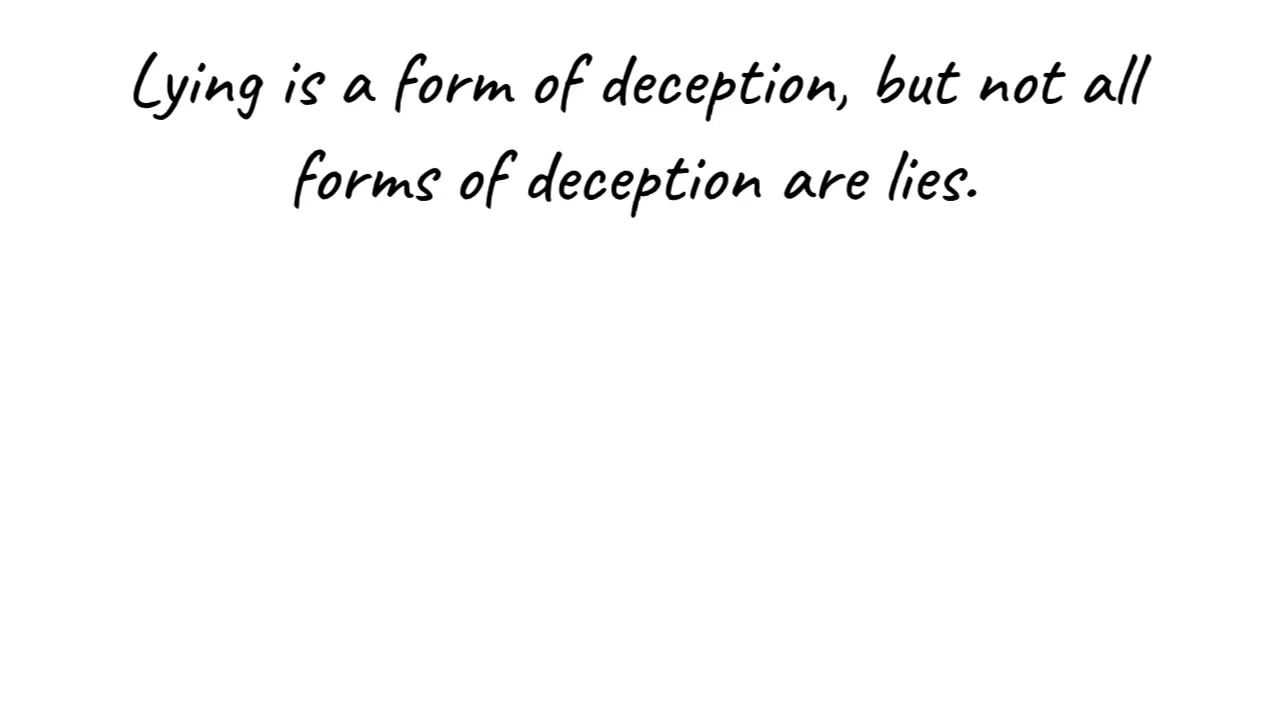 Lying is a form of deception, but not all
forms of deception are lies.